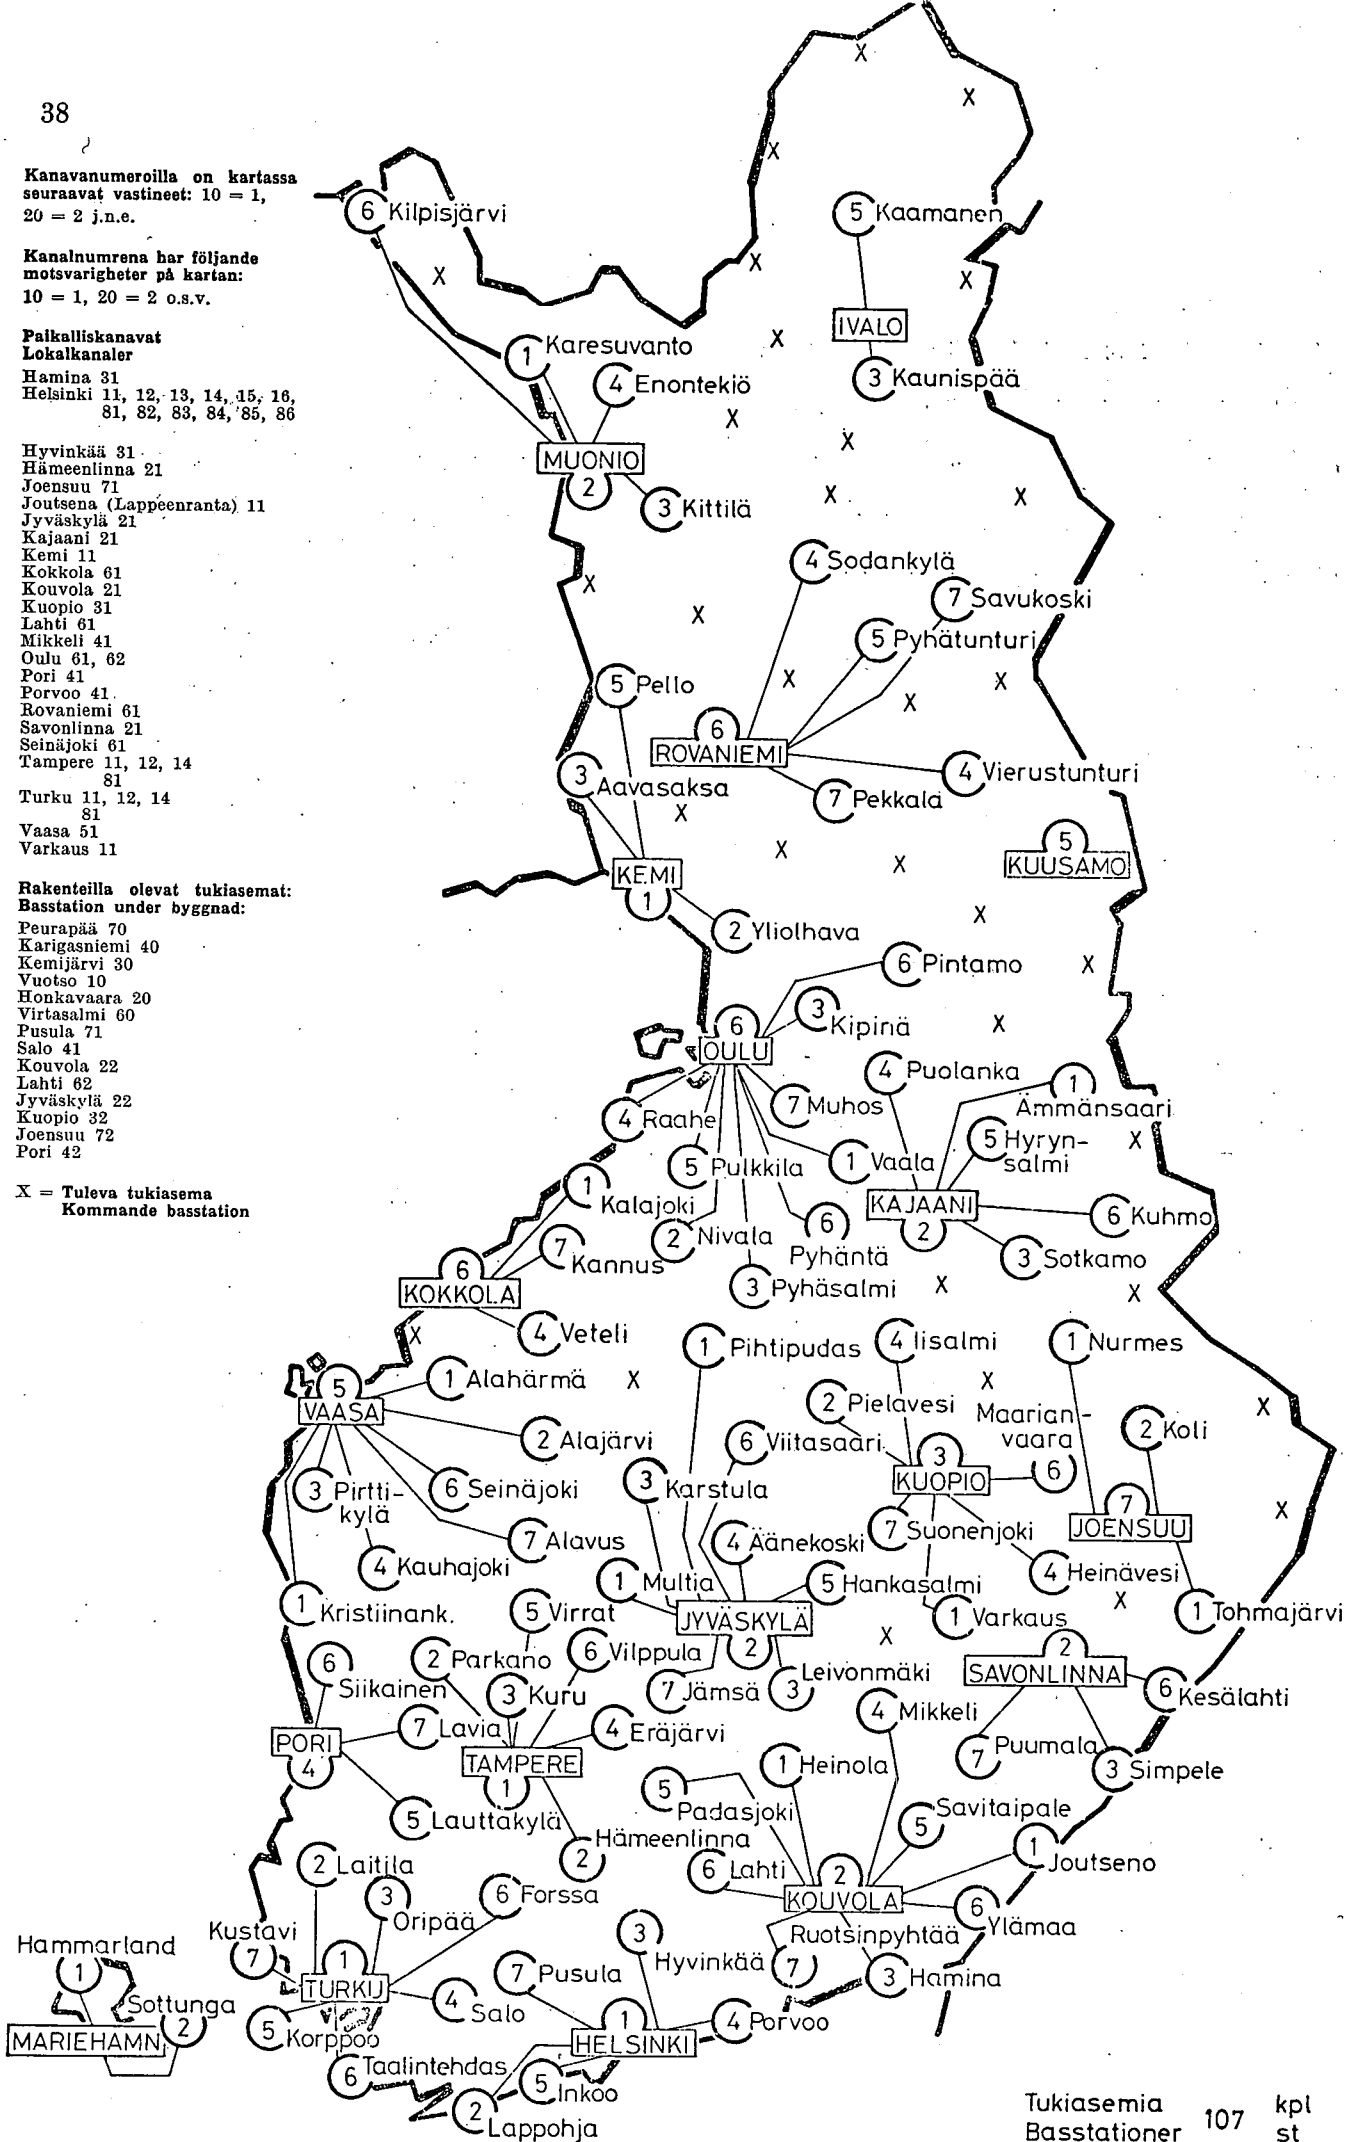 38
Kanavanumeroilla on kartassa
seuraavat vastineet: 10 = 1,
20 = 2 j.n.e.
Kanalnumrena har följande
motsvarigheter på kartan:
10 = 1, 20 = 2 o.s.v.
Paikalliskanavat
Lokalkanaler
Hamina 31
Helsinki 11, 12, 13, 14, 15, 16,
81, 82, 83, 84, 85, 86
Hyvinkää 31
Hämeenlinna 21
Joensuu 71
Joutsena (Lappeenranta) 11
Jyväskylä 21
Kajaani 21
Kemi 11
Kokkola 61
Kouvola 21
Kuopio 31
Lahti 61
Mikkeli 41
Oulu 61, 62
Pori 41
Porvoo 41
Rovaniemi 61
Savonlinna 21
Seinäjoki 61
Tampere 11, 12, 14
81
Turku 11, 12, 14
81
Vaasa 51
Varkaus 11
Rakenteilla olevat tukiasemat:
Basstation under byggnad:
Peurapää 70
Karigasniemi 40
Kemijärvi 30
Vuotso 10
Honkavaara 20
Virtasalmi 60
Pusula 71
Salo 41
Kouvola 22
Lahti 62
Jyväskylä 22
Kuopio 32
Joensuu 72
Pori 42
X = Tuleva tukiasema
Kommande basstation
X
X
X
6 Kilpisjärvi
5 Kaamanen
X
X
X
IVALO
X
1 Karesuvanto
3 Kaunispää
4 Enontekiö
X
X
MUONIO
2
X
X
3 Kittilä
4 Sodankylä
X
7 Savukoski
X
5 Pyhätunturi
5 Pello
X
X
X
6
ROVANIEMI
3 Aavasaksa
4 Vierustunturi
7 Pekkala
X
5
KUUSAMO
X
X
KEMI
1
X
2 Yliolhava
6 Pintamo
X
3 Kipinä
X
6
OULU
4 Puolanka
1
Ämmänsaari
7 Muhos
4 Raahe
5 Hyryn-
salmi
X
5 Pulkkila
1 Vaala
1 Kalajoki
KAJAANI
2
6 Kuhmo
2 Nivala
6
Pyhäntä
7 Kannus
3 Sotkamo
6
KOKKOLA
3 Pyhäsalmi
X
X
4 Veteli
X
1 Pihtipudas
4 Iisalmi
1 Nurmes
5
VAASA
1 Alahärmä
X
X
2 Pielavesi
Maarian-
vaara
6
X
2 Koli
2 Alajärvi
6 Viitasaari
3
KUOPIO
3 Pirtti-
kylä
6 Seinäjoki
3 Karstula
7
JOENSUU
X
7 Alavus
4 Äänekoski
7 Suonenjoki
4 Kauhajoki
1 Multia
5 Hankasalmi
4 Heinävesi
X
1 Kristiinank.
5 Virrat
JYVÄSKYLÄ
2
1 Varkaus
1 Tohmajärvi
X
2 Parkano
6 Vilppula
2
SAVONLINNA
6 Siikainen
3 Kuru
7 Jämsä
3 Leivonmäki
6 Kesälahti
4 Mikkeli
PORI
4
7 Lavia
4 Eräjärvi
TAMPERE
1
7 Puumala
3 Simpele
1 Heinola
5 Padasjoki
5 Lauttakylä
5 Savitaipale
2 Hämeenlinna
1 Joutseno
2 Laitila
6 Lahti
2
KOUVOLA
3 Oripää
6 Forssa
6 Ylämaa
Kustavi
7
3 Hyvinkää
Ruotsinpyhtää
7
Hammarland
1
1
TURKIJ
7 Pusula
3 Hamina
Sottunga
2
MARIEHAMN
4 Salo
5 Korppoo
1
HELSINKI
4 Porvoo
6 Taalintehdas
5 Inkoo
2 Lappohja
Tukiasemia 107 kpl
Basstationer st